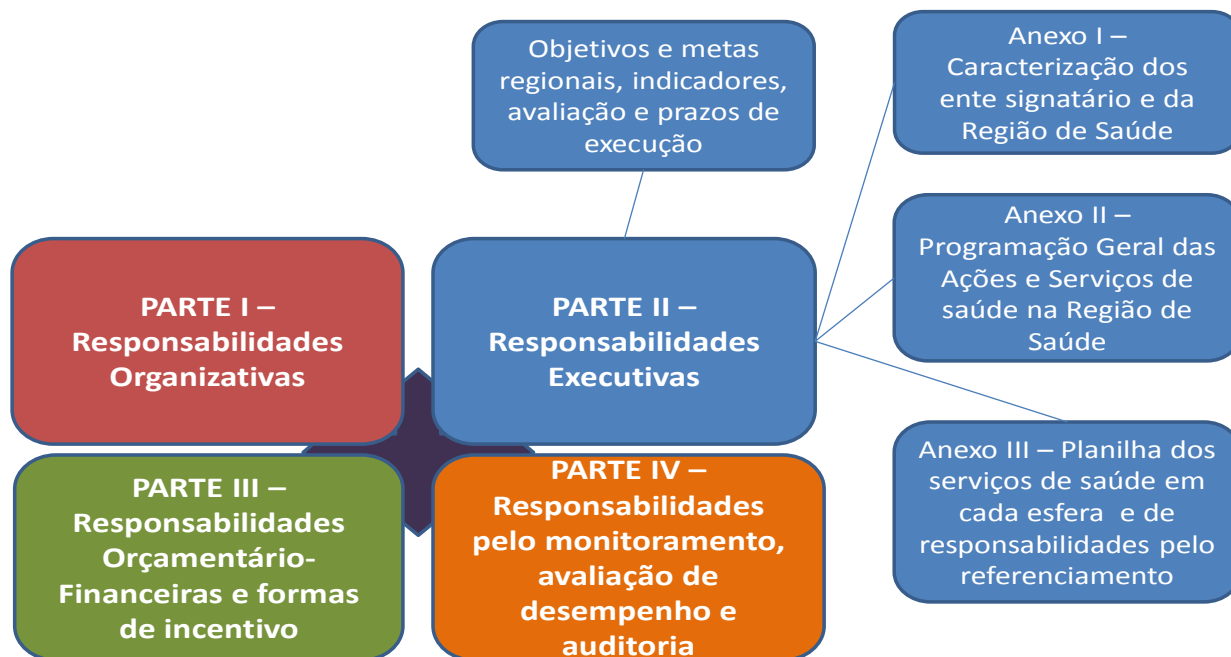 Objetivos e metas
regionais, indicadores,
avaliação e prazos de
execução
Anexo I –
Caracterização dos
ente signatário e da
Região de Saúde
Anexo II –
Programação Geral das
Ações e Serviços de
saúde na Região de
Saúde
Anexo III – Planilha dos
serviços de saúde em
cada esfera e de
responsabilidades pelo
referenciamento
PARTE I –
Responsabilidades
Organizativas
PARTE II –
Responsabilidades
Executivas
PARTE III –
Responsabilidades
Orçamentário-
Financeiras e formas
de incentivo
PARTE IV –
Responsabilidades
pelo monitoramento,
avaliação de
desempenho e
auditoria